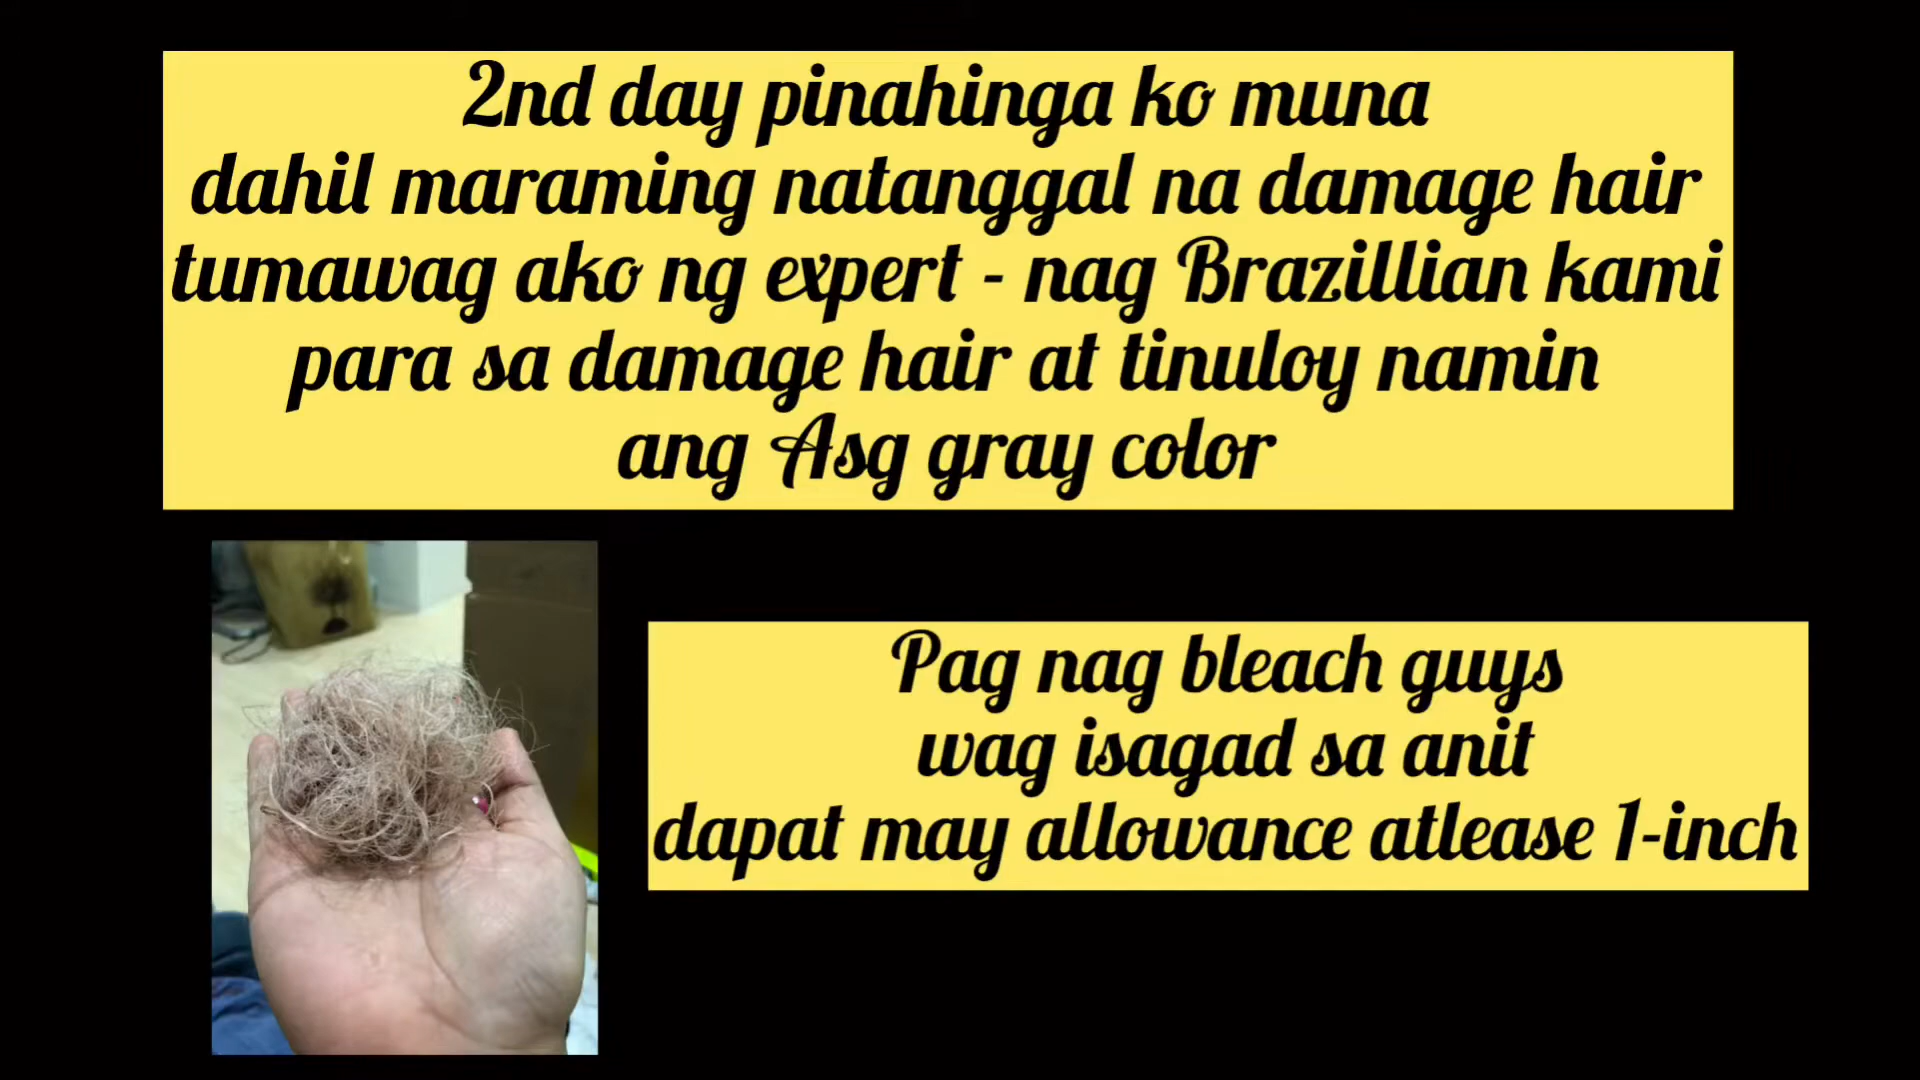 2nd day pinahinga ko muna
dahil maraming natanggal na damage hair
tumawag ako ng expert - nag Brazillian kami
para sa damage hair at tinuloy namin
ang Asg gray color
Pag nag bleach guys
wag isagad sa anit
dapat may allowance atlease 1-inch